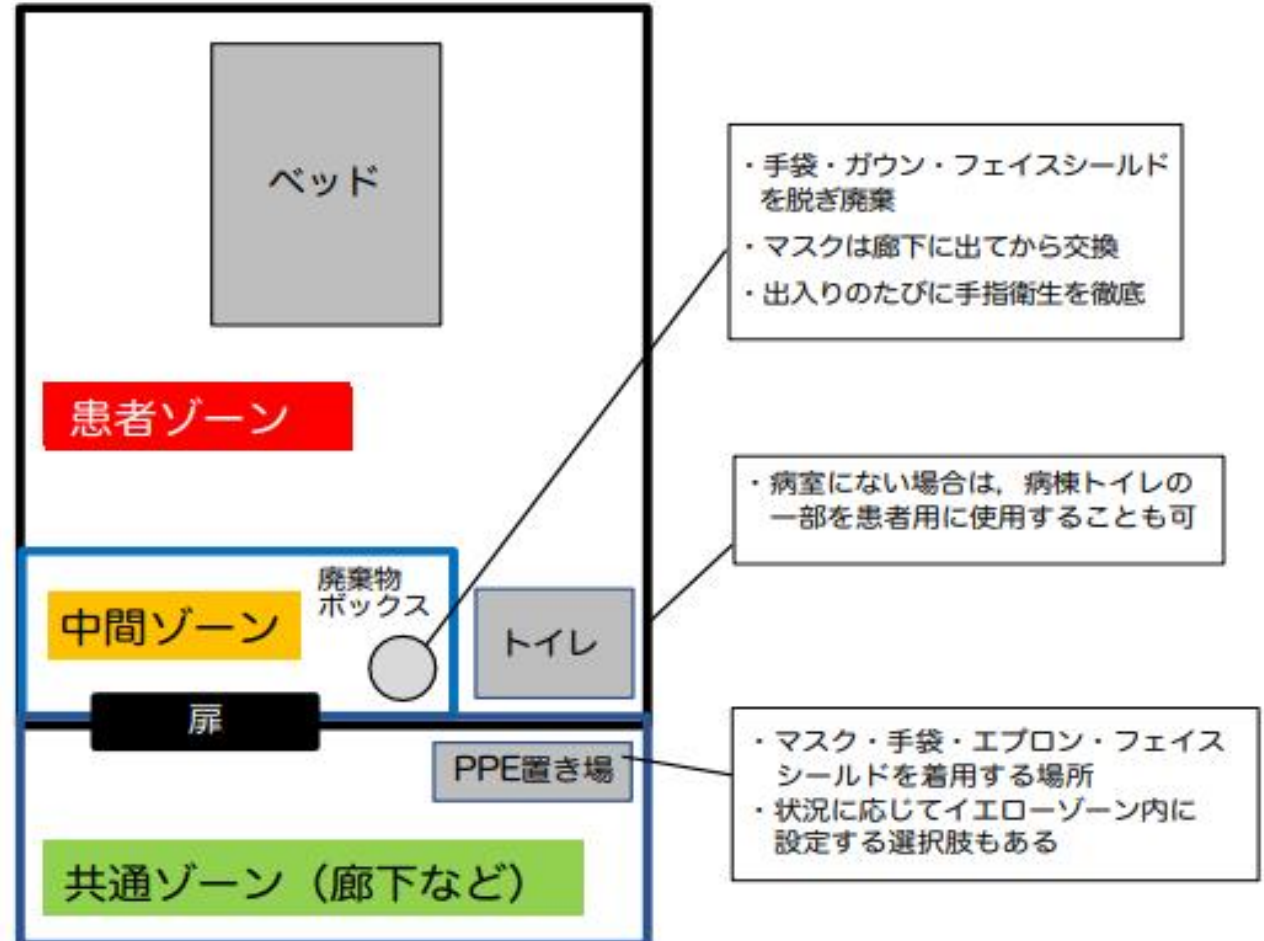 ベッド
・手袋・ガウン・フェイスシールド
を脱ぎ廃棄
・マスクは廊下に出てから交換
・出入りのたびに手指衛生を徹底
患者ゾーン
・病室にない場合は，病棟トイレの
一部を患者用に使用することも可
中間ゾーン
廃棄物
ボックス
トイレ
扉
PPE置き場
・マスク・手袋・エプロン・フェイス
シールドを着用する場所
・状況に応じてイエローゾーン内に
設定する選択肢もある
共通ゾーン（廊下など）